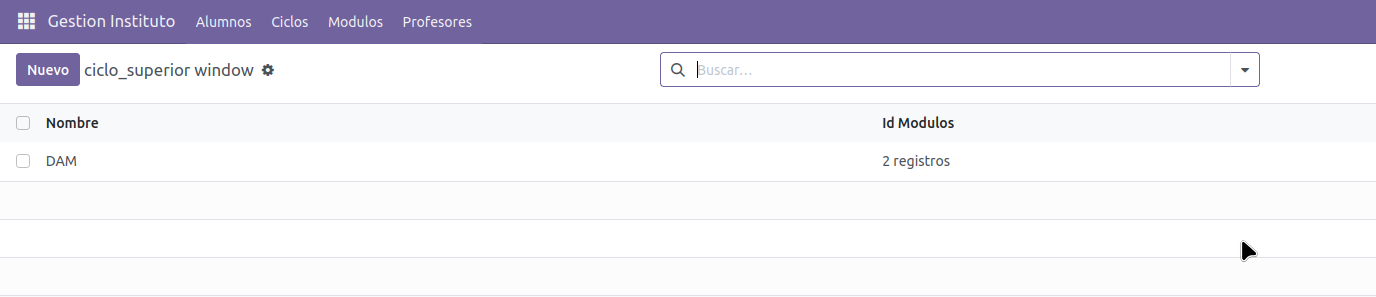 Gestion Instituto Alumnos Ciclos Modulos Profesores
Nuevo ciclo_superior window Buscar...
Nombre Id Modulos
DAM 2 registros